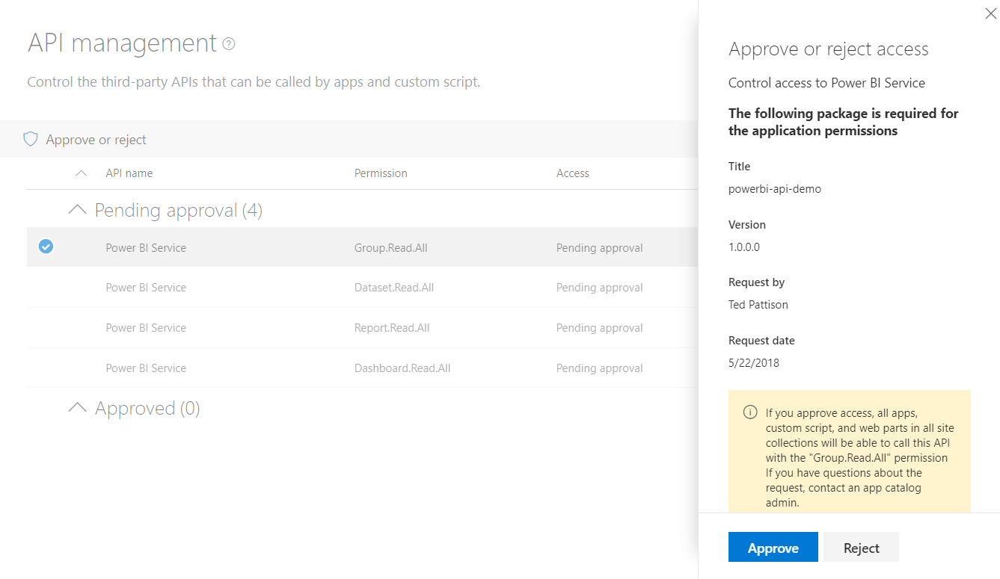 API management
Control the third-party APIs that can be called by apps and custom script.
Approve or reject
API name Permission Access
Pending approval (4)
Power BI Service Group.Read.All Pending approval
Power BI Service Dataset.Read.All Pending approval
Power BI Service Report.Read.All Pending approval
Power BI Service Dashboard.Read.All Pending approval
Approved (0)
Approve or reject access
Control access to Power BI Service
The following package is required for
the application permissions
Title
powerbi-api-demo
Version
1.0.0.0
Request by
Ted Pattison
Request date
5/22/2018
If you approve access, all apps,
custom script, and web parts in all site
collections will be able to call this API
with the "Group.Read.All" permission
If you have questions about the
request, contact an app catalog
admin.
Approve Reject